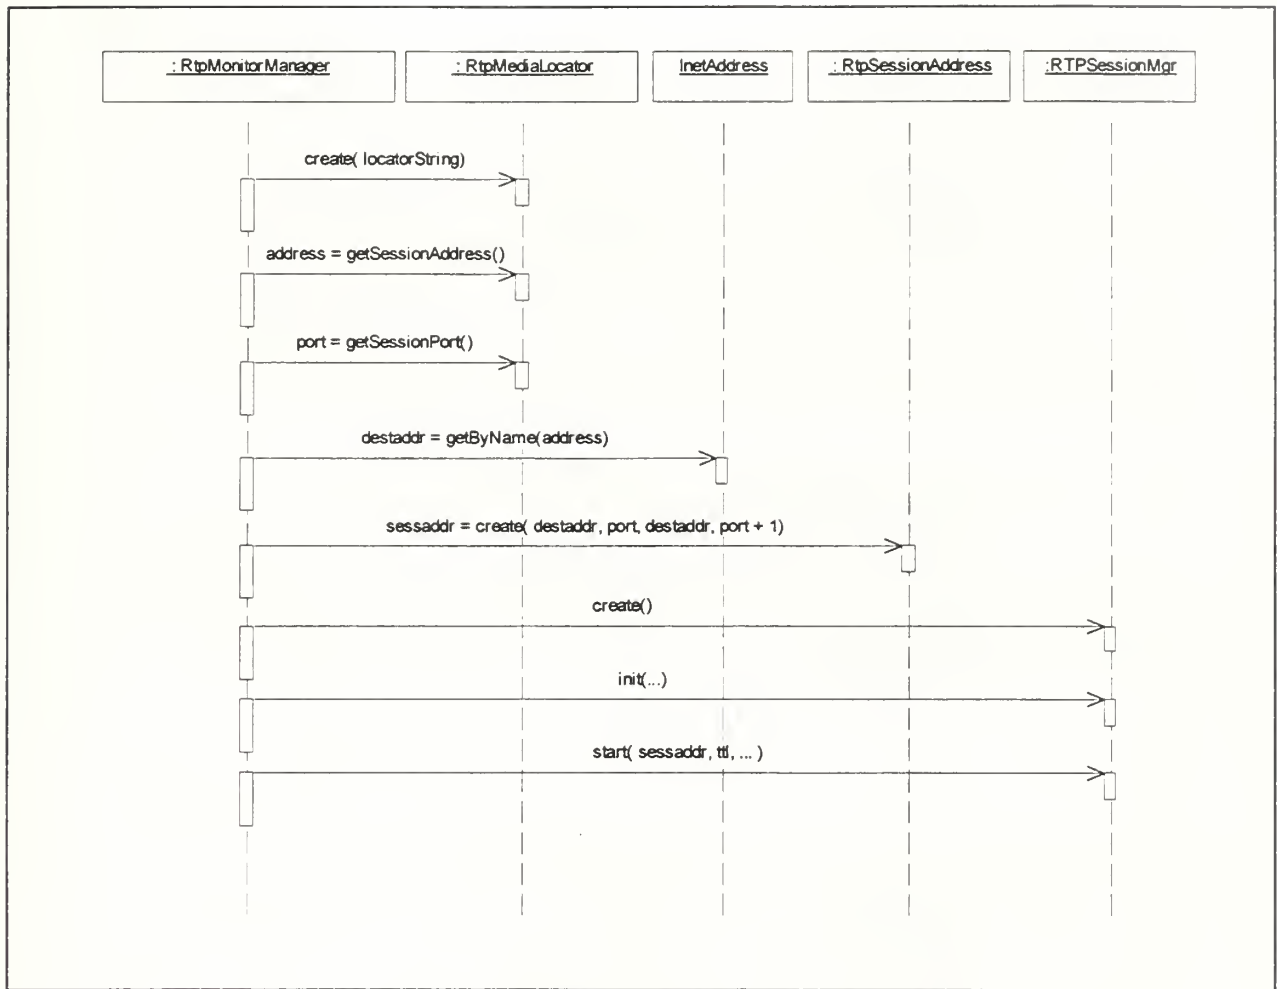 : RtpMonitorManager
: RtpMediaLocator
InetAddress
: RtpSessionAddress
:RTPSessionMgr
create( locatorString)
address = getSessionAddress()
port = getSessionPort()
destaddr = getByName(address)
sessaddr = create( destaddr, port, destaddr, port + 1)
create()
init(...)
start( sessaddr, ttl, ... )